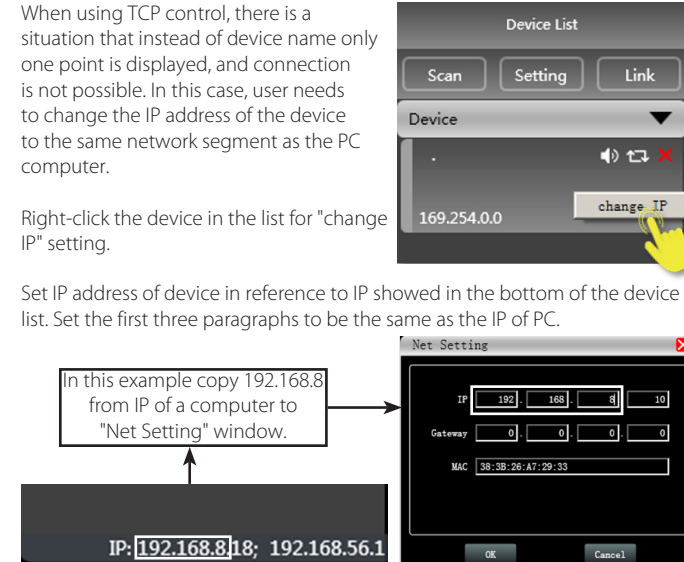 When using TCP control, there is a
situation that instead of device name only
one point is displayed, and connection
is not possible. In this case, user needs
to change the IP address of the device
to the same network segment as the PC
computer.
Right-click the device in the list for "change
IP" setting.
Device List
Scan Setting Link
Device
.
169.254.0.0
change IP
Set IP address of device in reference to IP showed in the bottom of the device
list. Set the first three paragraphs to be the same as the IP of PC.
In this example copy 192.168.8
from IP of a computer to
"Net Setting" window.
IP: 192.168.8.18; 192.168.56.1
Net Setting
IP 192. 168. 8. 10
Gateway 0. 0. 0. 0
MAC 38:3B:26:A7:29:33
OK Cancel